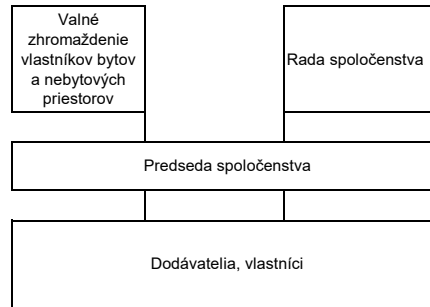 Valné
zhromaždenie
vlastníkov bytov
a nebytových
priestorov
Rada spoločenstva
Predseda spoločenstva
Dodávatelia, vlastníci